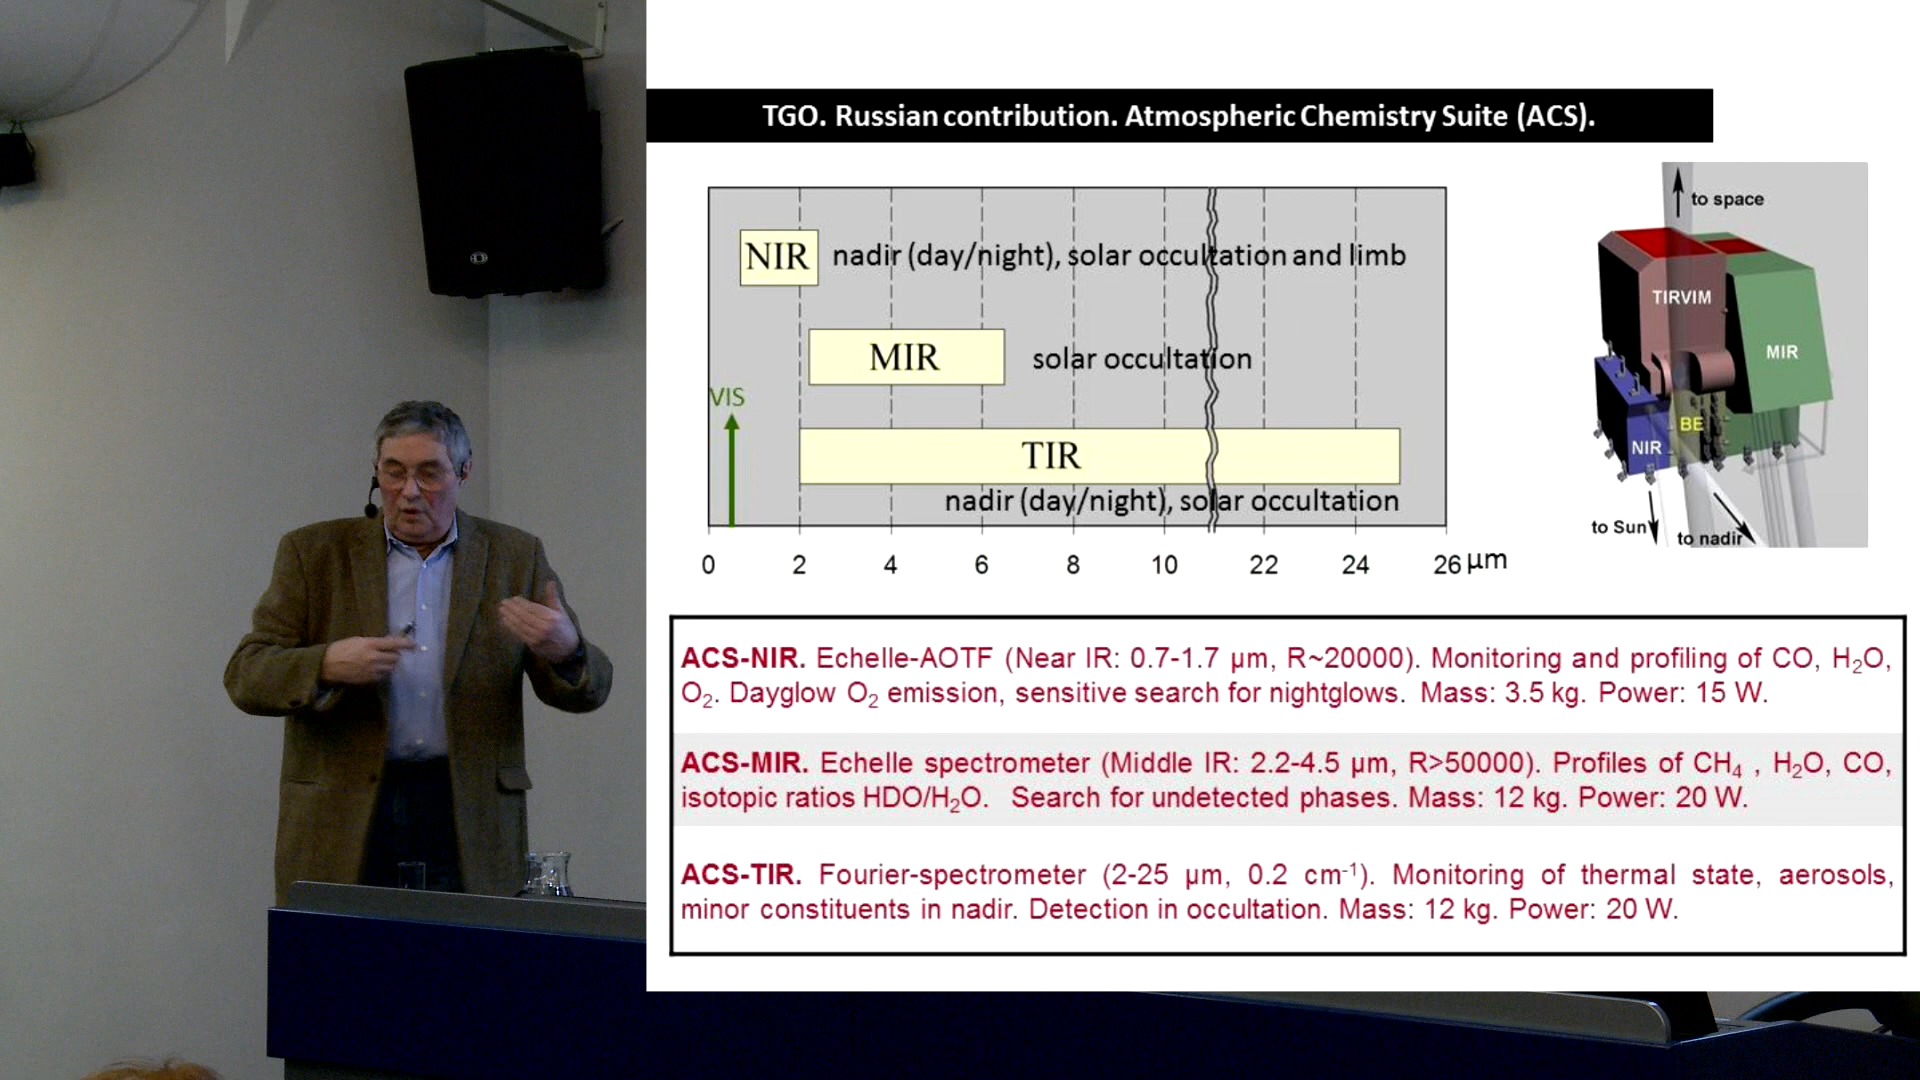 TGO. Russian contribution. Atmospheric Chemistry Suite (ACS).
NIR nadir (day/night), solar occultation and limb
MIR solar occultation
VIS
TIR
nadir (day/night), solar occultation
0 2 4 6 8 10 22 24 26 µm
to space
TIRVIM
MIR
BE
NIR
to Sun
to nadir
ACS-NIR. Echelle-AOTF (Near IR: 0.7-1.7 µm, R~20000). Monitoring and profiling of CO, H₂O,
O₂. Dayglow O₂ emission, sensitive search for nightglows. Mass: 3.5 kg. Power: 15 W.
ACS-MIR. Echelle spectrometer (Middle IR: 2.2-4.5 µm, R>50000). Profiles of CH₄ , H₂O, CO,
isotopic ratios HDO/H₂O. Search for undetected phases. Mass: 12 kg. Power: 20 W.
ACS-TIR. Fourier-spectrometer (2-25 µm, 0.2 cm⁻¹). Monitoring of thermal state, aerosols,
minor constituents in nadir. Detection in occultation. Mass: 12 kg. Power: 20 W.